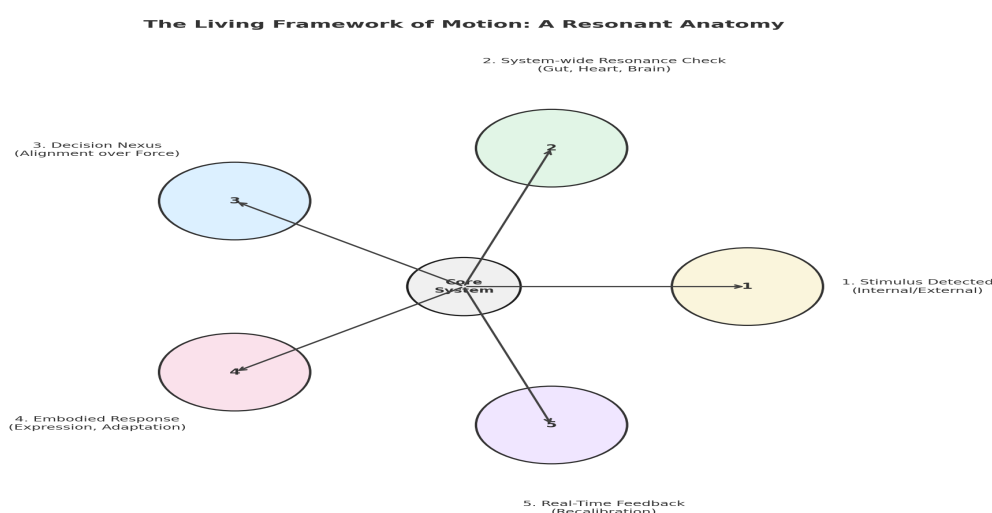 The Living Framework of Motion: A Resonant Anatomy
2. System-wide Resonance Check
(Gut, Heart, Brain)
3. Decision Nexus
(Alignment over Force)
2
3
Core
System
1
1. Stimulus Detected
(Internal/External)
4
4. Embodied Response
(Expression, Adaptation)
5
5. Real-Time Feedback
(Recalibration)